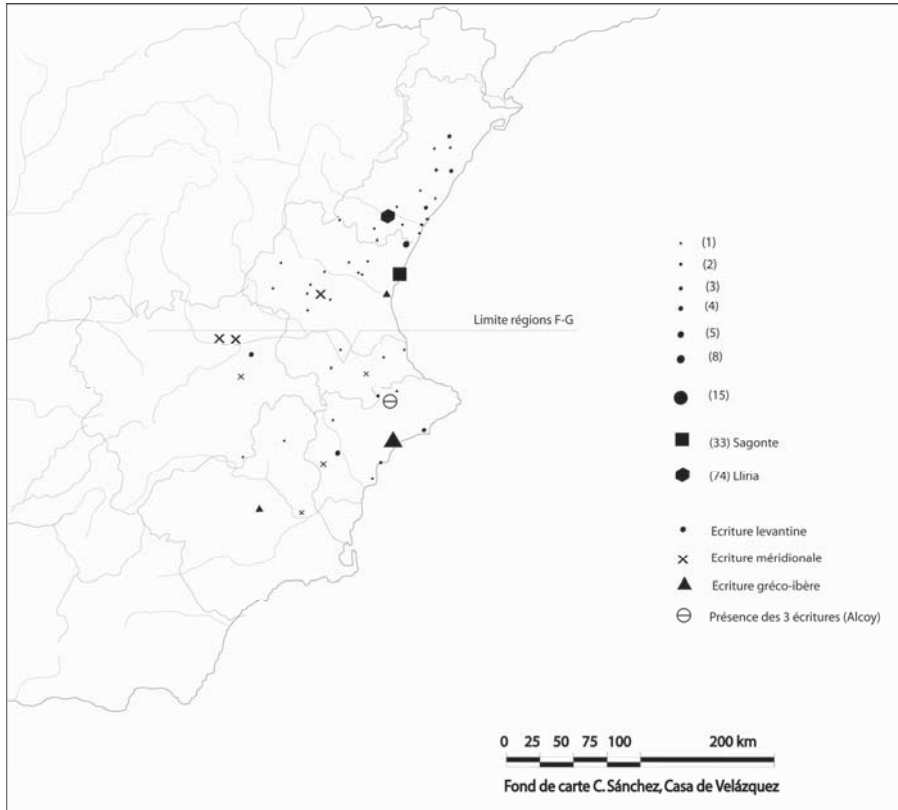 Limite régions F-G
(1)
(2)
(3)
(4)
(5)
(8)
(15)
(33) Sagonte
(74) Lliria
Ecriture levantine
Ecriture méridionale
Ecriture gréco-ibère
Présence des 3 écritures (Alcoy)
0 25 50 75 100 200 km
Fond de carte C. Sánchez, Casa de Velázquez